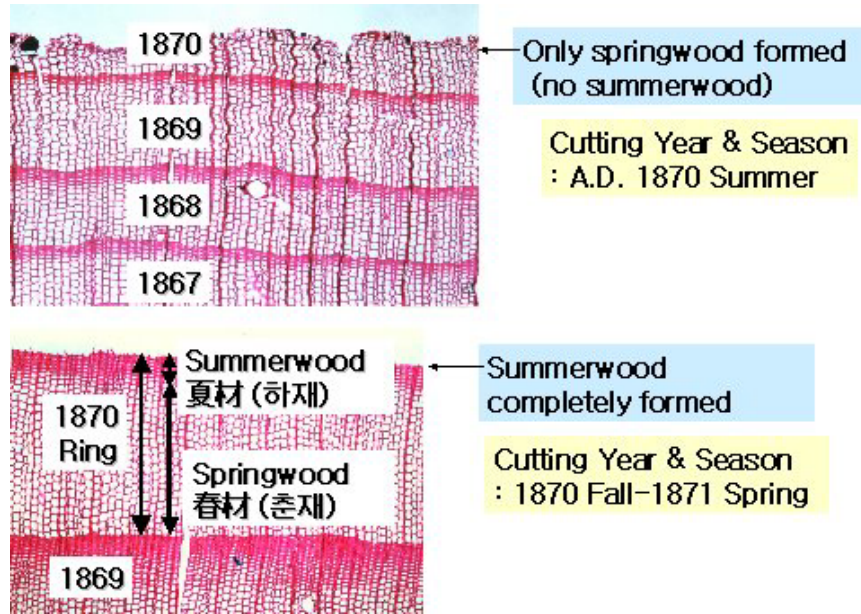 1870
Only springwood formed
(no summerwood)
1869
Cutting Year & Season
: A.D. 1870 Summer
1868
1867
Summerwood
夏材 (하재)
Summerwood
completely formed
1870
Ring
Springwood
春材 (춘재)
Cutting Year & Season
: 1870 Fall-1871 Spring
1869